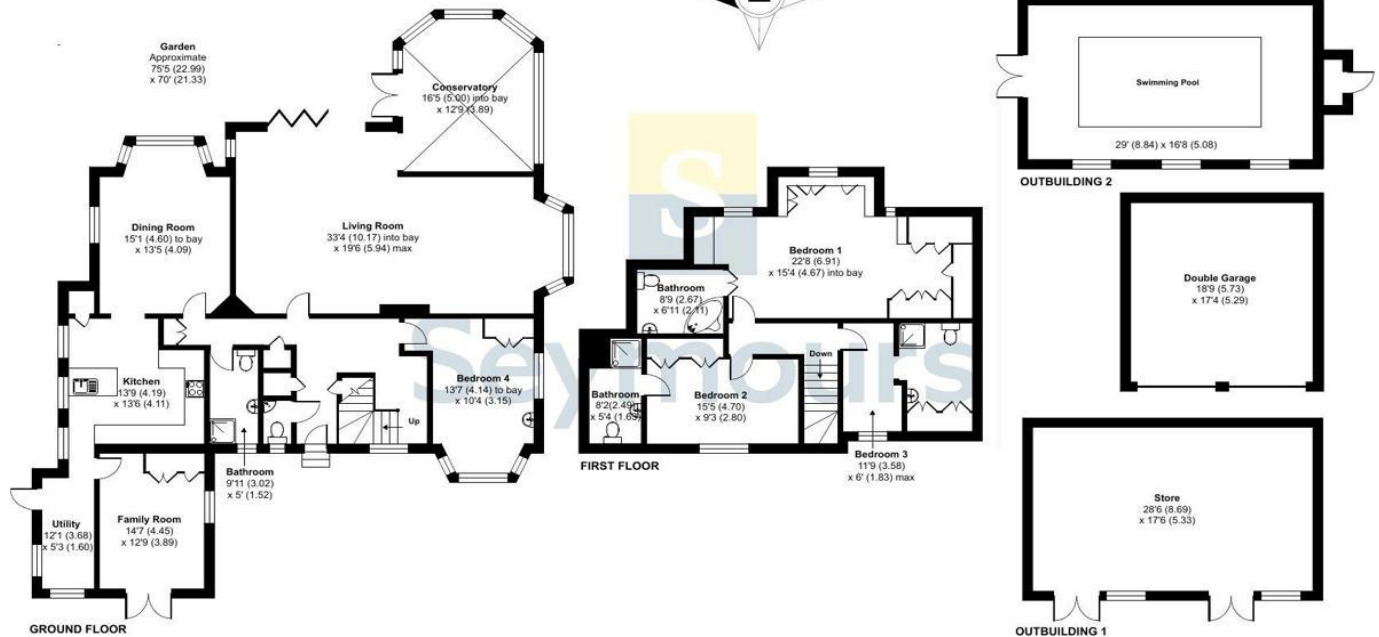 Garden
Approximate
75'5 (22.99)
x 70' (21.33)
Conservatory
16'5 (5.00) into bay
x 12'9 (3.89)
Dining Room
15'1 (4.60) to bay
x 13'5 (4.09)
Living Room
33'4 (10.17) into bay
x 19'6 (5.94) max
Kitchen
13'9 (4.19)
x 13'6 (4.11)
Bedroom 4
13'7 (4.14) to bay
x 10'4 (3.15)
Up
Bathroom
9'11 (3.02)
x 5' (1.52)
Utility
12'1 (3.68)
x 5'3 (1.60)
Family Room
14'7 (4.45)
x 12'9 (3.89)
GROUND FLOOR
S
Seymours
Bedroom 1
22'8 (6.91)
x 15'4 (4.67) into bay
Bathroom
8'9 (2.67)
x 6'11 (2.11)
Down
Bathroom
8'2(2.49)
x 5'4 (1.63)
Bedroom 2
15'5 (4.70)
x 9'3 (2.80)
Bedroom 3
11'9 (3.58)
x 6' (1.83) max
FIRST FLOOR
Swimming Pool
29' (8.84) x 16'8 (5.08)
OUTBUILDING 2
Double Garage
18'9 (5.73)
x 17'4 (5.29)
Store
28'6 (8.69)
x 17'6 (5.33)
OUTBUILDING 1